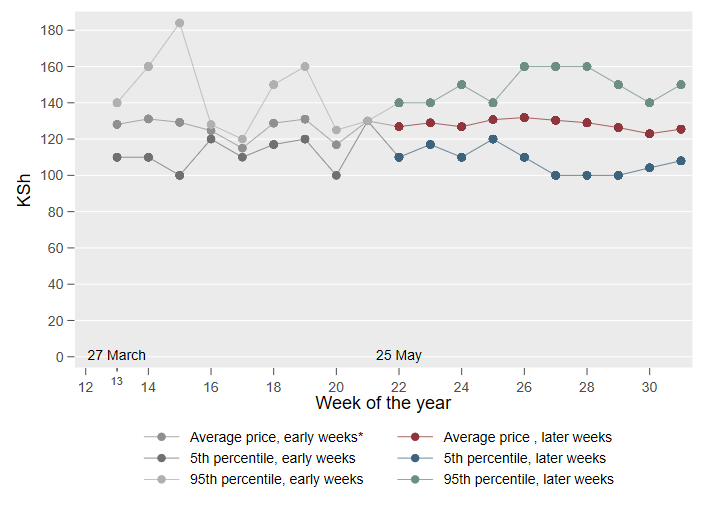 180
160
140
120
100
80
60
40
20
0
KSh
27 March
25 May
12 13 14 16 18 20 22 24 26 28 30
Week of the year
Average price, early weeks* Average price , later weeks
5th percentile, early weeks 5th percentile, later weeks
95th percentile, early weeks 95th percentile, later weeks